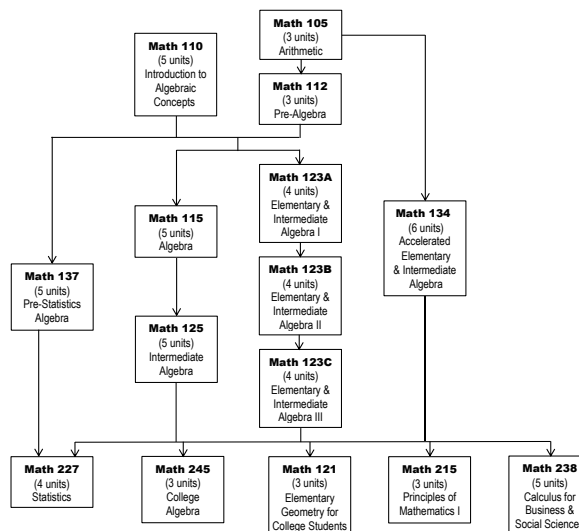 Math 110
(5 units)
Introduction to
Algebraic
Concepts
Math 105
(3 units)
Arithmetic
Math 112
(3 units)
Pre-Algebra
Math 123A
(4 units)
Elementary &
Intermediate
Algebra I
Math 115
(5 units)
Algebra
Math 134
(6 units)
Accelerated
Elementary
& Intermediate
Algebra
Math 137
(5 units)
Pre-Statistics
Algebra
Math 123B
(4 units)
Elementary &
Intermediate
Algebra II
Math 125
(5 units)
Intermediate
Algebra
Math 123C
(4 units)
Elementary &
Intermediate
Algebra III
Math 227
(4 units)
Statistics
Math 245
(3 units)
College
Algebra
Math 121
(3 units)
Elementary
Geometry for
College Students
Math 215
(3 units)
Principles of
Mathematics I
Math 238
(5 units)
Calculus for
Business &
Social Science